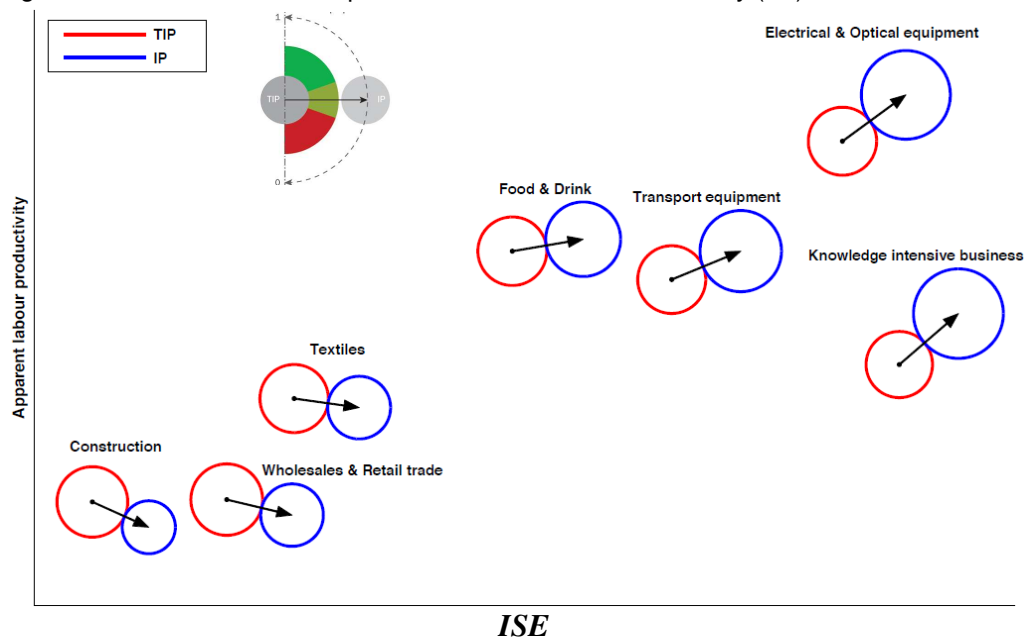 TIP
IP
1
TIP
IP
0
Electrical & Optical equipment
Food & Drink
Transport equipment
Knowledge intensive business
Textiles
Construction
Wholesales & Retail trade
Apparent labour productivity
ISE